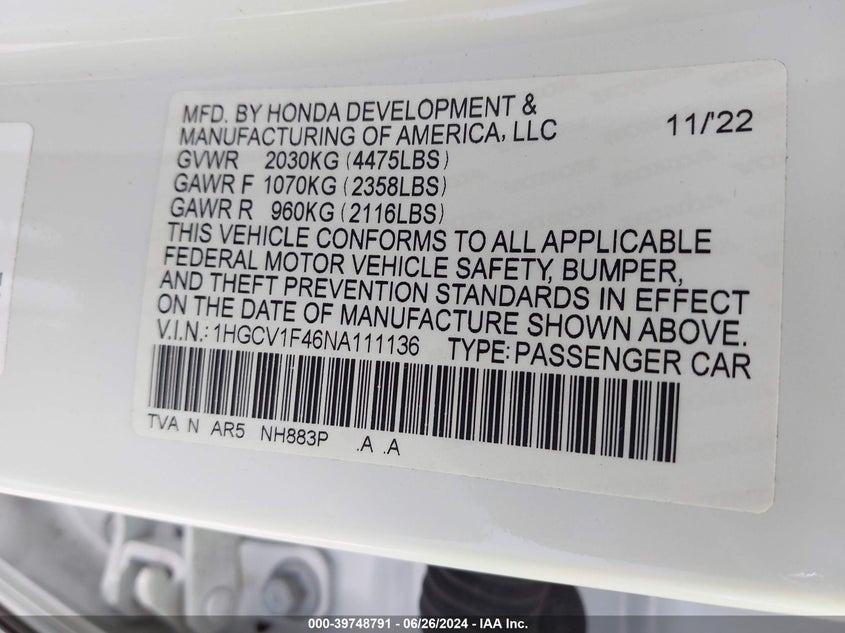 MFD. BY HONDA DEVELOPMENT &
MANUFACTURING OF AMERICA, LLC 11/'22
GVWR 2030KG (4475LBS)
GAWR F 1070KG (2358LBS)
GAWR R 960KG (2116LBS)
THIS VEHICLE CONFORMS TO ALL APPLICABLE
FEDERAL MOTOR VEHICLE SAFETY, BUMPER,
AND THEFT PREVENTION STANDARDS IN EFFECT
ON THE DATE OF MANUFACTURE SHOWN ABOVE.
V.I.N.: 1HGCV1F46NA111136 TYPE: PASSENGER CAR
TVA N AR5 NH883P .A .A
000-39748791 - 06/26/2024 - IAA Inc.